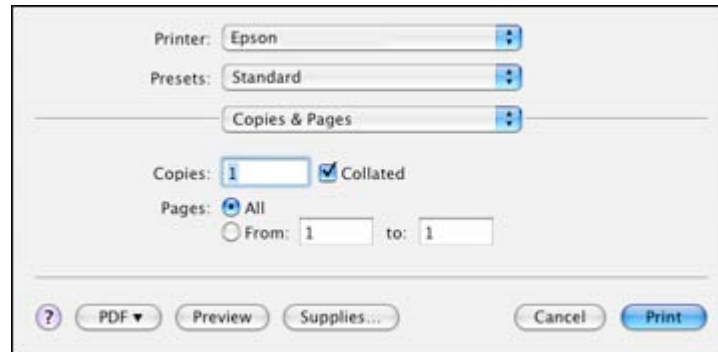 Printer: Epson
Presets: Standard
Copies & Pages
Copies: 1 Collated
Pages: All
From: 1 to: 1
? PDF Preview Supplies... Cancel Print